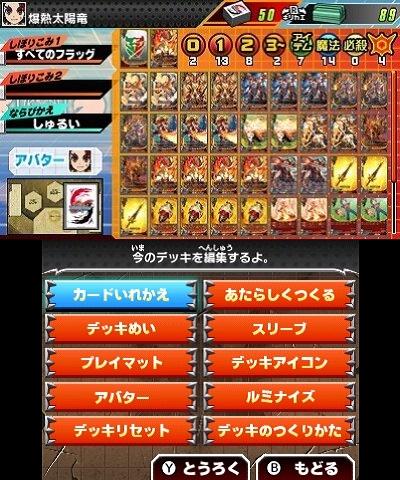 爆熱太陽竜
50
89
しぼりこみ1
すべてのフラッグ
しぼりこみ2
ならびかえ
しゅるい
アバター
0 1 2 3 アイテム 魔法 必殺
2 13 8 2 7 14 0 4
いま へんしゅう
今のデッキを編集するよ。
カードいれかえ
あたらしくつくる
デッキめい
スリーブ
プレイマット
デッキアイコン
アバター
ルミナイズ
デッキリセット
デッキのつくりかた
Y とうろく
B もどる